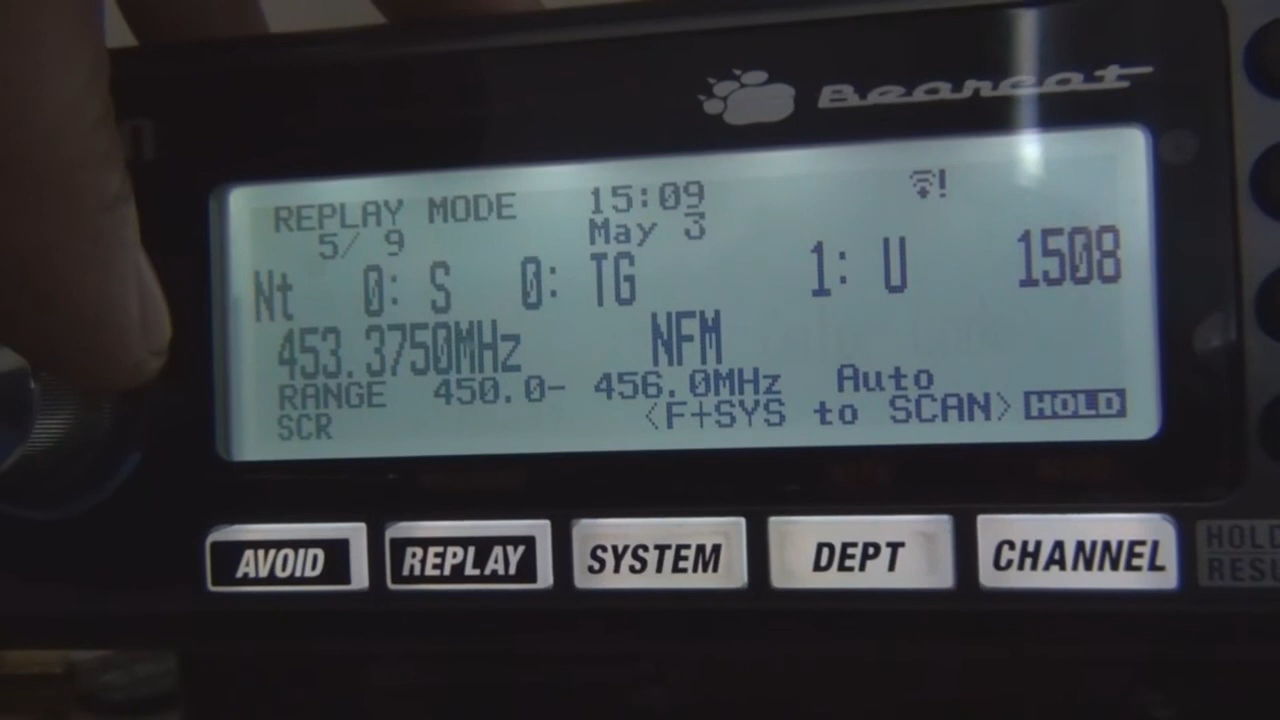 Bearcat
REPLAY MODE 15:09 !
5/ 9 May 3
Nt 0: S 0: TG 1: U 1508
453.3750MHz NFM
RANGE 450.0- 456.0MHz Auto
SCR <F+SYS to SCAN> HOLD
AVOID REPLAY SYSTEM DEPT CHANNEL
HOLD